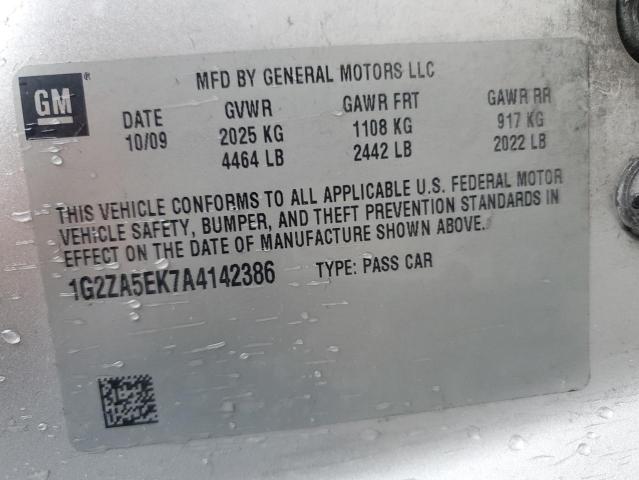 GM®
MFD BY GENERAL MOTORS LLC
DATE GVWR GAWR FRT GAWR RR
10/09 2025 KG 1108 KG 917 KG
4464 LB 2442 LB 2022 LB
THIS VEHICLE CONFORMS TO ALL APPLICABLE U.S. FEDERAL MOTOR
VEHICLE SAFETY, BUMPER, AND THEFT PREVENTION STANDARDS IN
EFFECT ON THE DATE OF MANUFACTURE SHOWN ABOVE.
1G2ZA5EK7A4142386 TYPE: PASS CAR